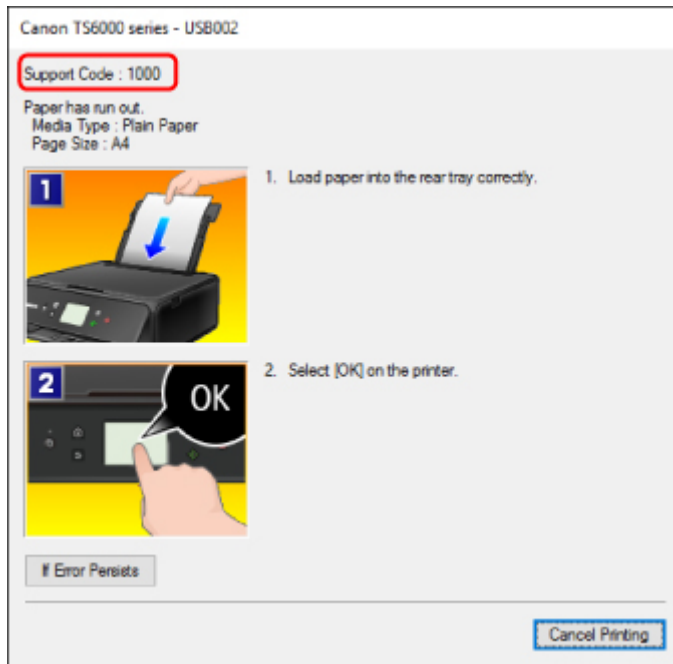 Canon TS6000 series - USB002
Support Code : 1000
Paper has run out.
Media Type : Plain Paper
Page Size : A4
1
1. Load paper into the rear tray correctly.
2
OK
2. Select [OK] on the printer.
If Error Persists
Cancel Printing